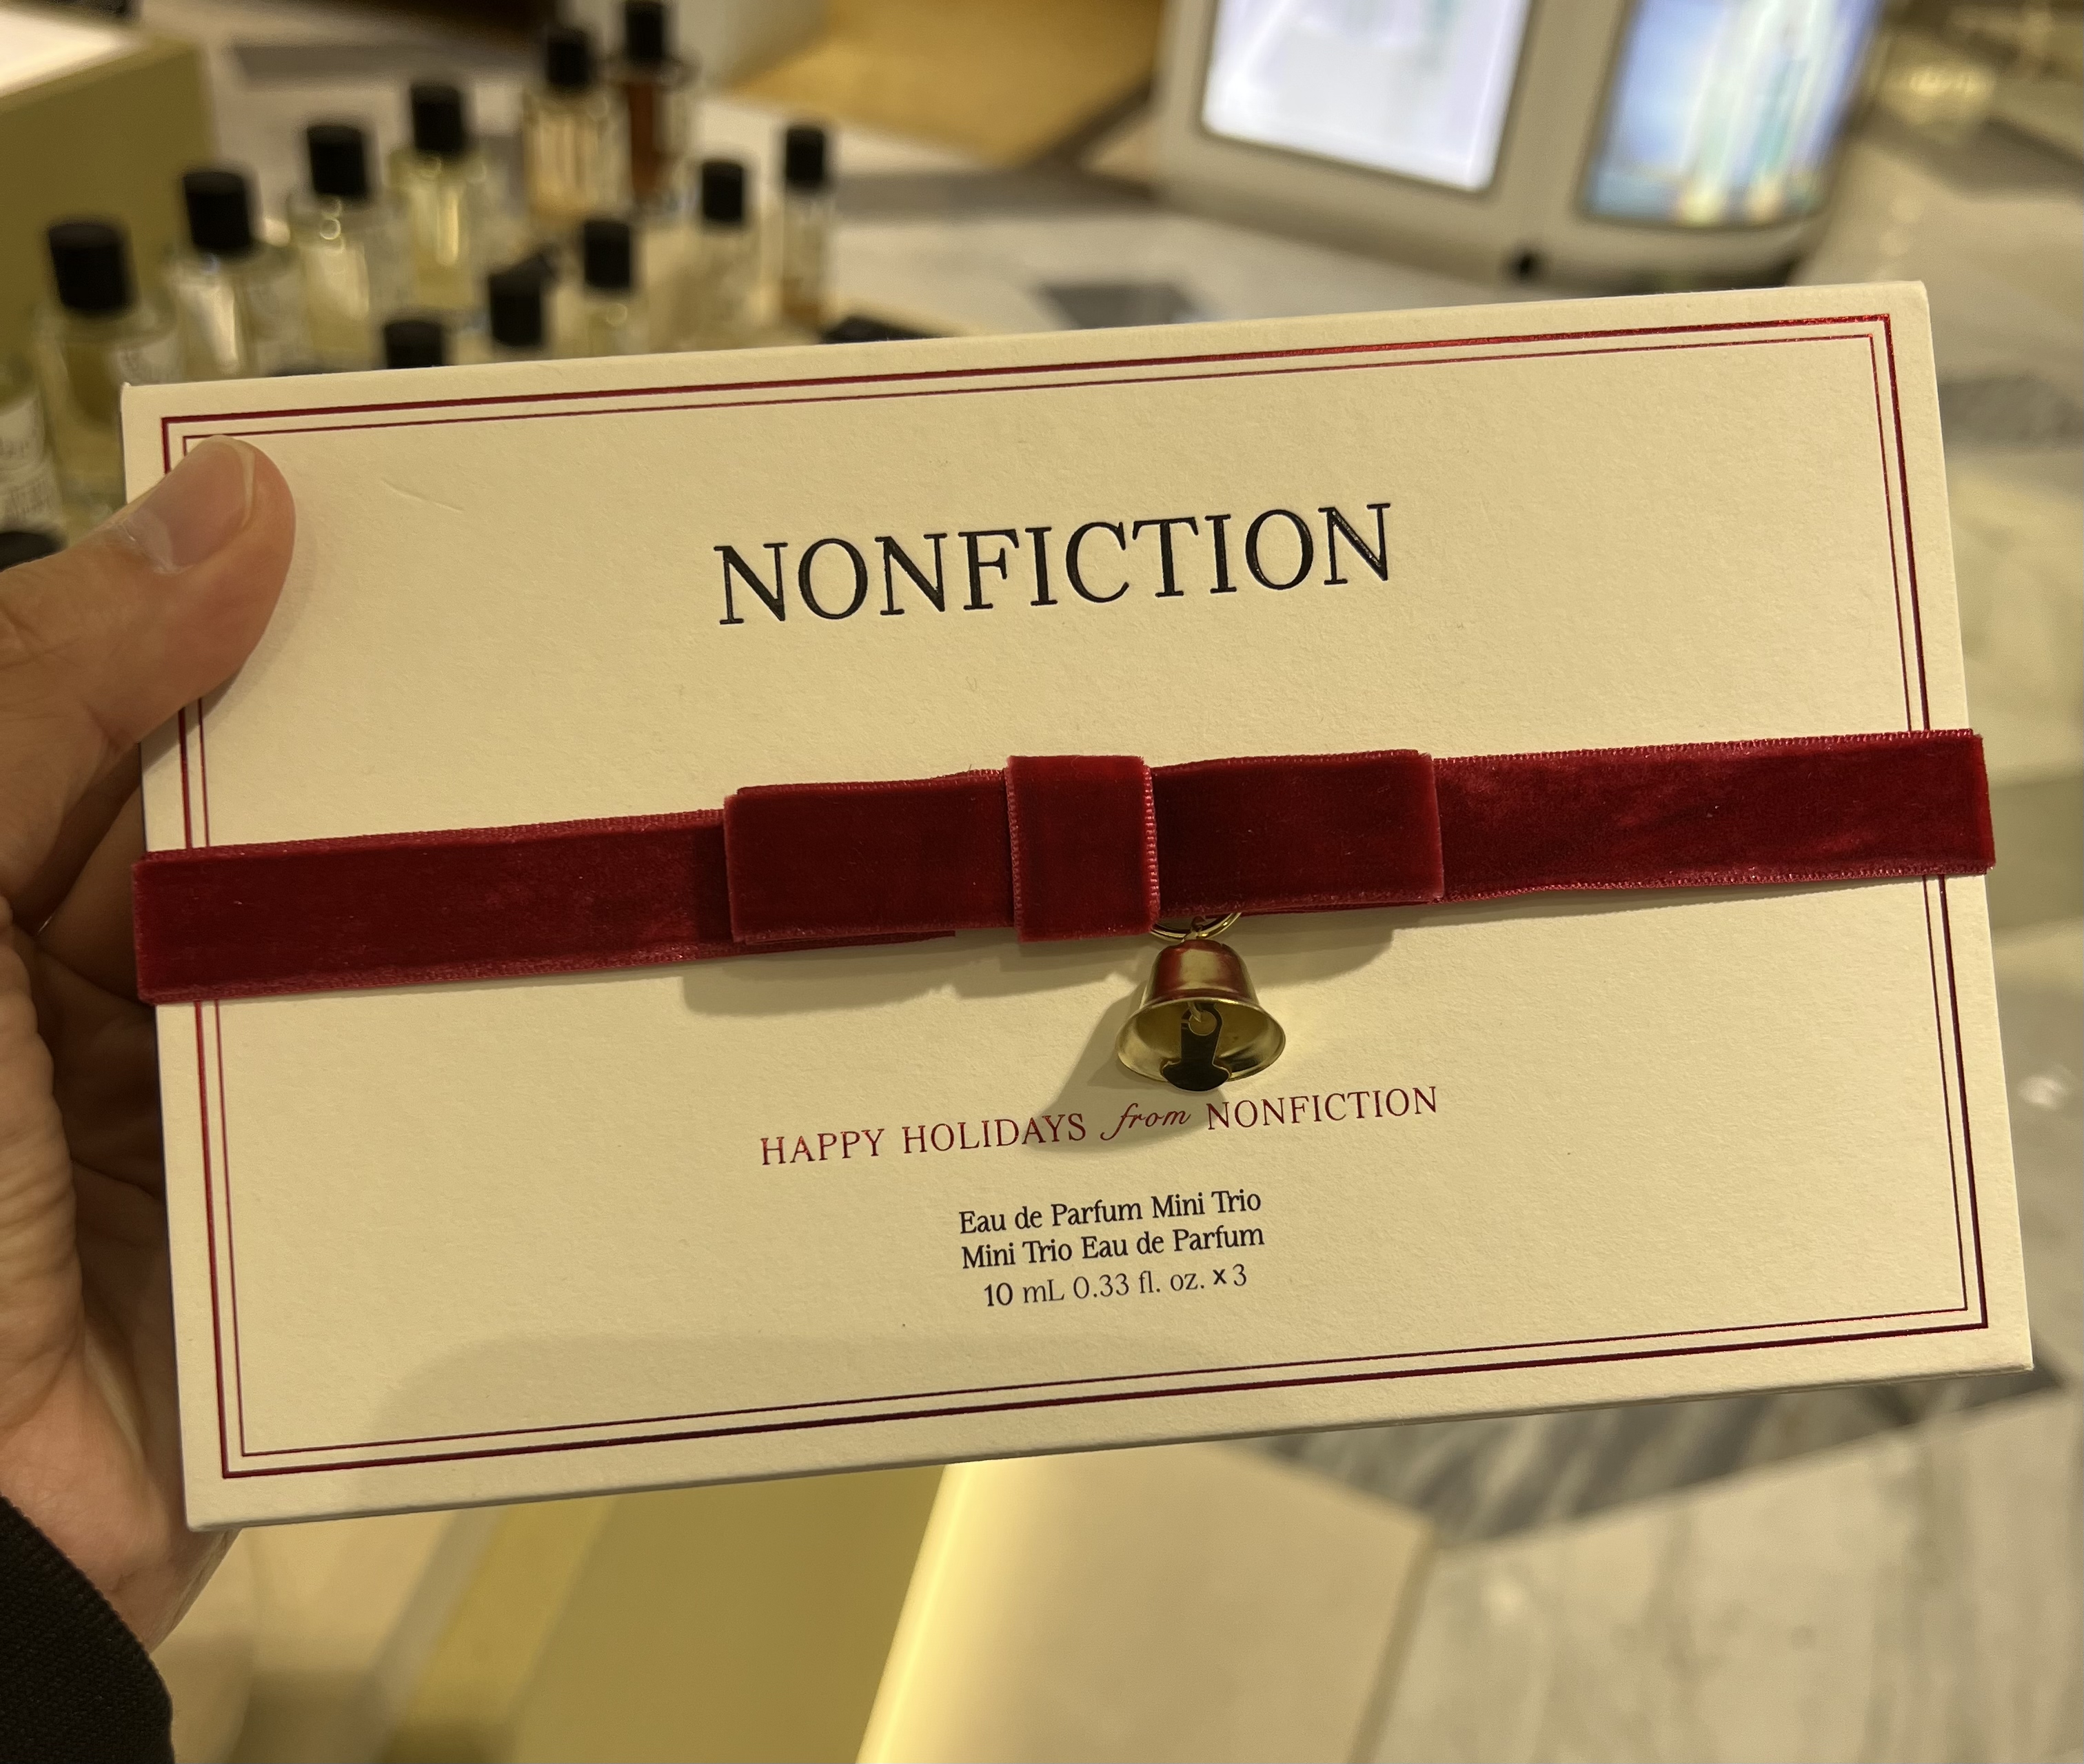 NONFICTION
HAPPY HOLIDAYS from NONFICTION
Eau de Parfum Mini Trio
Mini Trio Eau de Parfum
10 mL 0.33 fl. oz. x 3